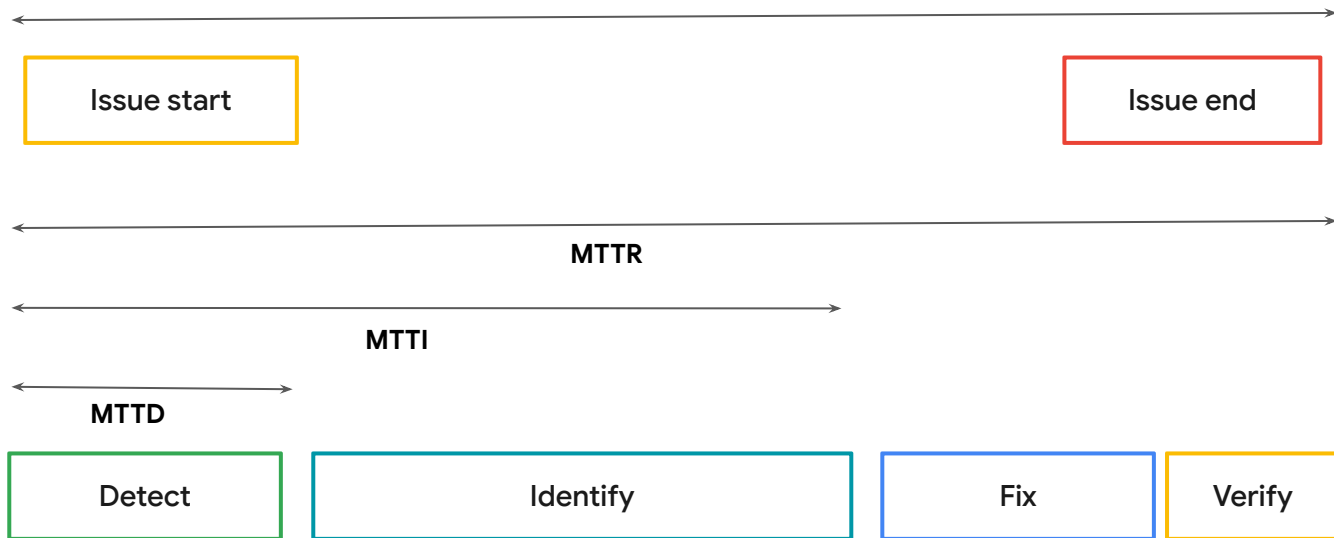 Issue start
Issue end
MTTR
MTTI
MTTD
Detect
Identify
Fix
Verify